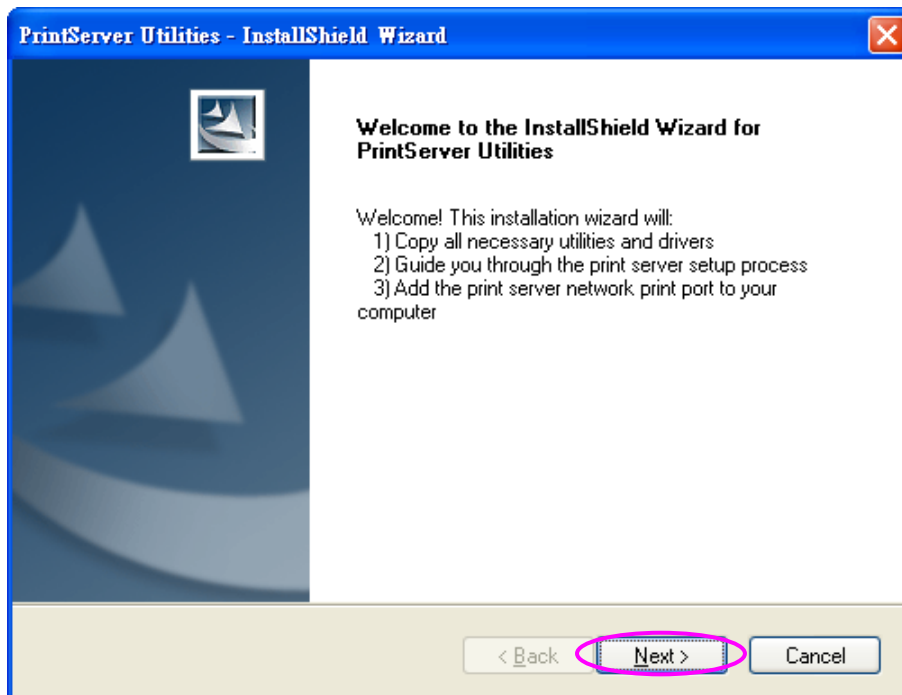 PrintServer Utilities - InstallShield Wizard
Welcome to the InstallShield Wizard for
PrintServer Utilities
Welcome! This installation wizard will:
1) Copy all necessary utilities and drivers
2) Guide you through the print server setup process
3) Add the print server network print port to your
computer
< Back
Next >
Cancel